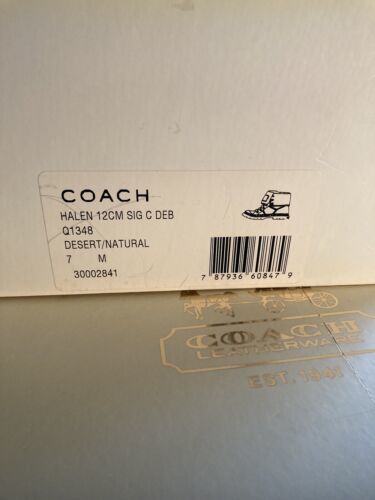 COACH
HALEN 12CM SIG C DEB
Q1348
DESERT/NATURAL
7 M
30002841
7 87936 60847 9
COACH
LEATHERWARE
EST. 1941